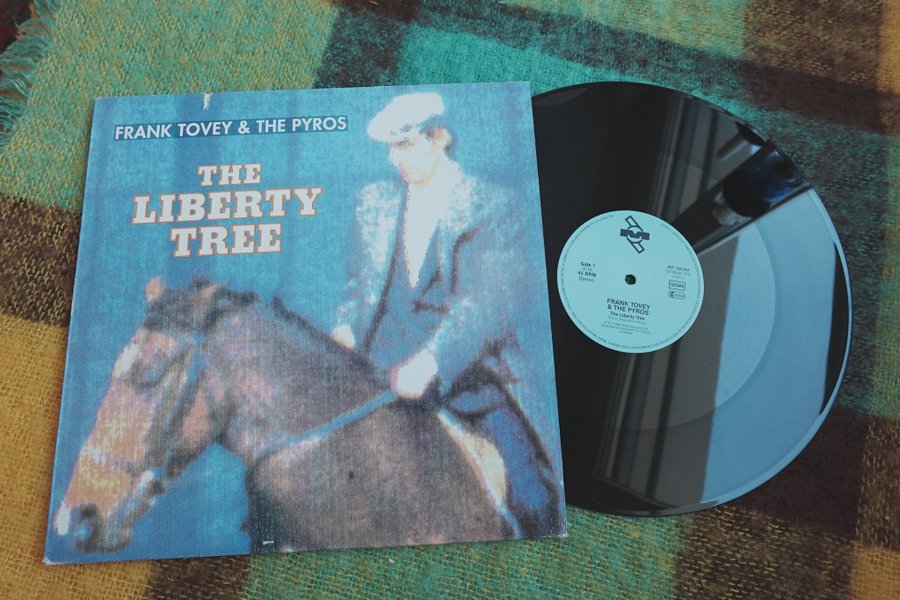 FRANK TOVEY & THE PYROS
THE
LIBERTY
TREE
Side 1
45 RPM
Stereo
GEMA
FRANK TOVEY
& THE PYROS
The Liberty Tree